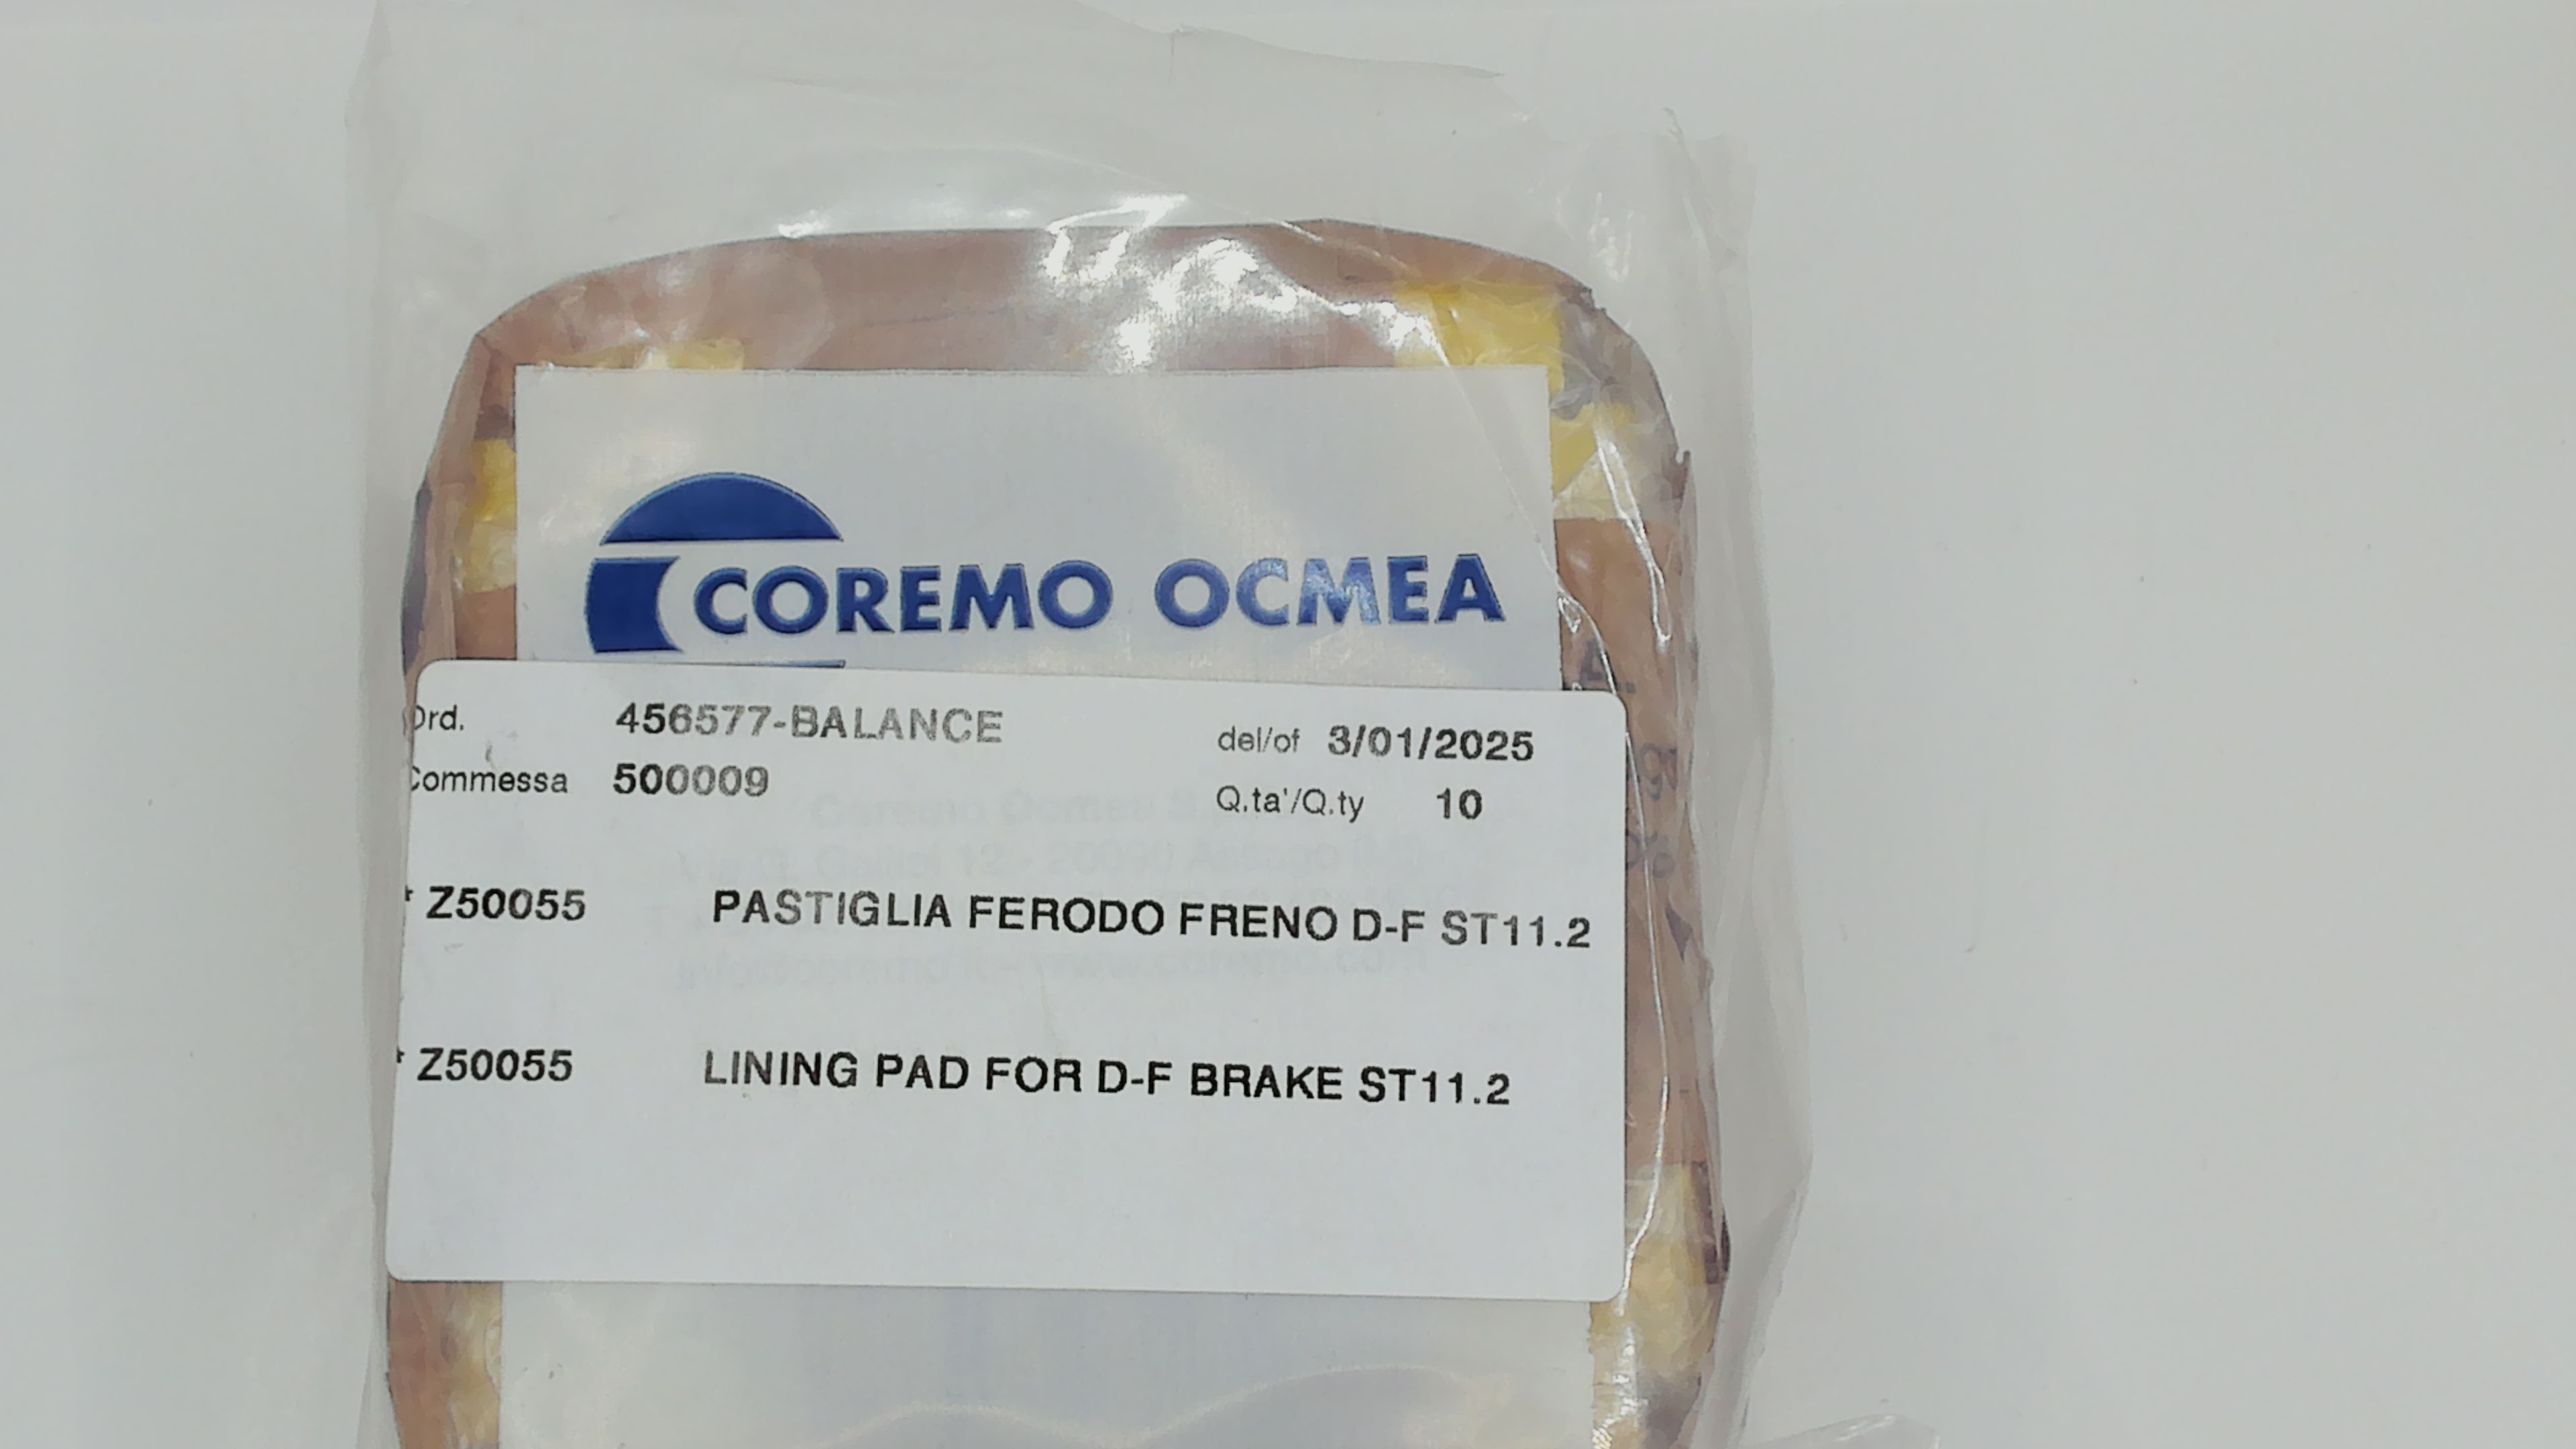 COREMO OCMEA
Ord. 456577-BALANCE del/of 3/01/2025
Commessa 500009 Q.ta'/Q.ty 10
* Z50055 PASTIGLIA FERODO FRENO D-F ST11.2
* Z50055 LINING PAD FOR D-F BRAKE ST11.2